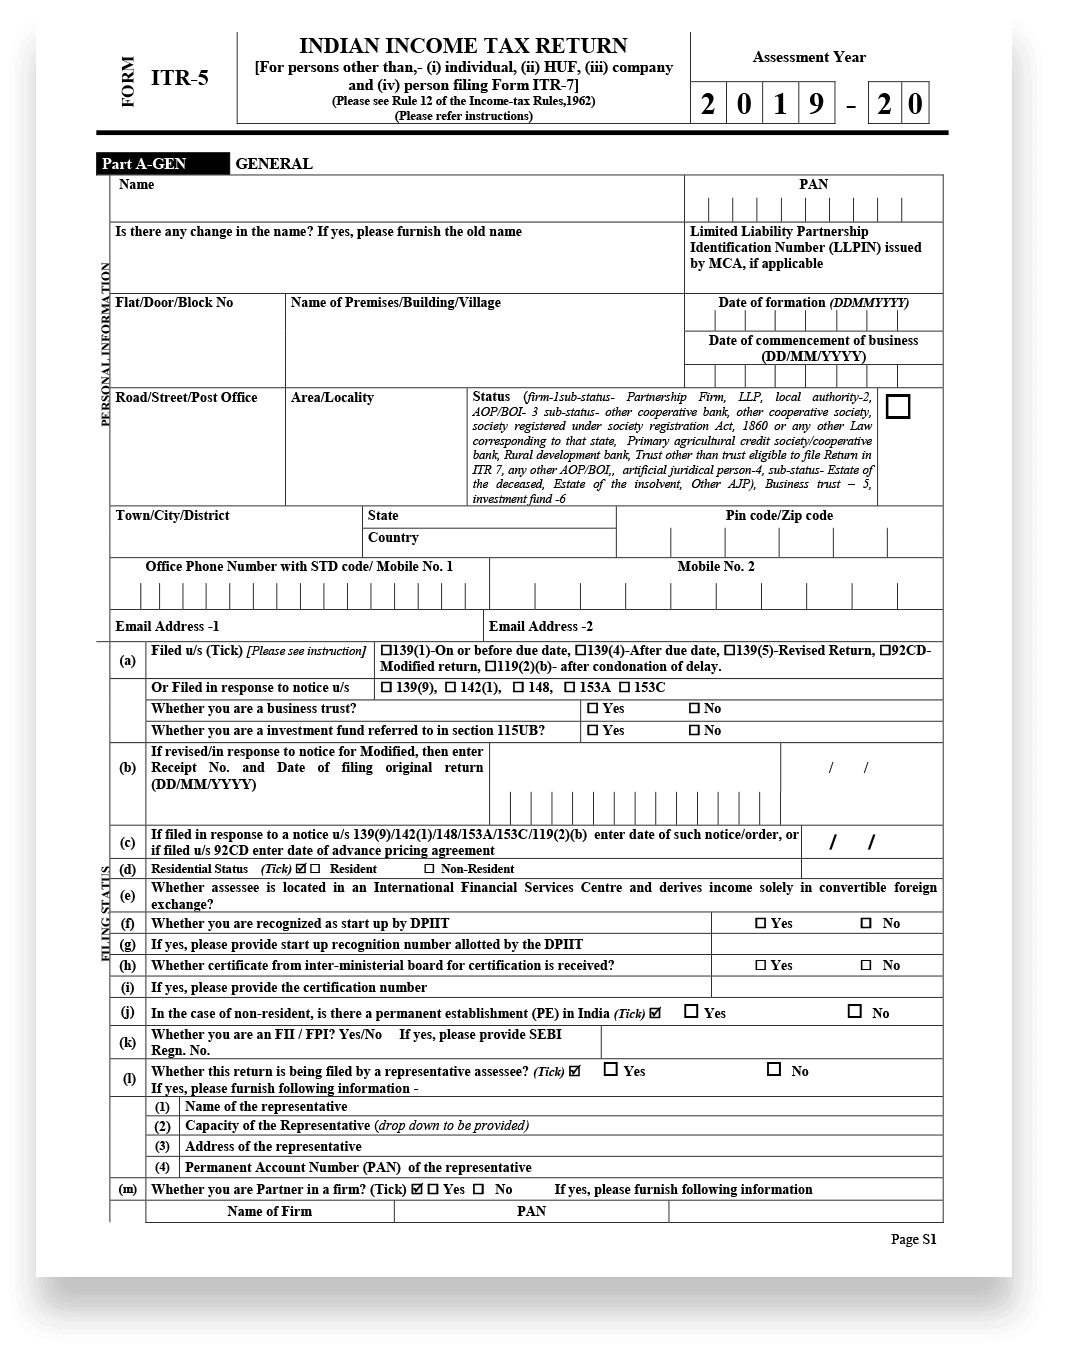 FORM
ITR-5
INDIAN INCOME TAX RETURN
[For persons other than,- (i) individual, (ii) HUF, (iii) company
and (iv) person filing Form ITR-7]
(Please see Rule 12 of the Income-tax Rules,1962)
(Please refer instructions)
Assessment Year
2 0 1 9 - 2 0
Part A-GEN GENERAL
PERSONAL INFORMATION
Name PAN
Is there any change in the name? If yes, please furnish the old name
Limited Liability Partnership
Identification Number (LLPIN) issued
by MCA, if applicable
Flat/Door/Block No Name of Premises/Building/Village Date of formation (DDMMYYYY)
Date of commencement of business
(DD/MM/YYYY)
Road/Street/Post Office Area/Locality
Status (firm-1sub-status- Partnership Firm, LLP, local authority-2,
AOP/BOI- 3 sub-status- other cooperative bank, other cooperative society,
society registered under society registration Act, 1860 or any other Law
corresponding to that state, Primary agricultural credit society/cooperative
bank, Rural development bank, Trust other than trust eligible to file Return in
ITR 7, any other AOP/BOI,, artificial juridical person-4, sub-status- Estate of
the deceased, Estate of the insolvent, Other AJP), Business trust – 5,
investment fund -6
Town/City/District State Pin code/Zip code
Country
Office Phone Number with STD code/ Mobile No. 1 Mobile No. 2
Email Address -1 Email Address -2
FILING STATUS
(a) Filed u/s (Tick) [Please see instruction] ☐139(1)-On or before due date, ☐139(4)-After due date, ☐139(5)-Revised Return, ☐92CD-
Modified return, ☐119(2)(b)- after condonation of delay.
Or Filed in response to notice u/s ☐ 139(9), ☐ 142(1), ☐ 148, ☐ 153A ☐ 153C
Whether you are a business trust? ☐ Yes ☐ No
Whether you are a investment fund referred to in section 115UB? ☐ Yes ☐ No
(b) If revised/in response to notice for Modified, then enter
Receipt No. and Date of filing original return
(DD/MM/YYYY)
/ /
(c) If filed in response to a notice u/s 139(9)/142(1)/148/153A/153C/119(2)(b) enter date of such notice/order, or
if filed u/s 92CD enter date of advance pricing agreement
/ /
(d) Residential Status (Tick) ☑ ☐ Resident ☐ Non-Resident
(e) Whether assessee is located in an International Financial Services Centre and derives income solely in convertible foreign
exchange?
(f) Whether you are recognized as start up by DPIIT ☐ Yes ☐ No
(g) If yes, please provide start up recognition number allotted by the DPIIT
(h) Whether certificate from inter-ministerial board for certification is received? ☐ Yes ☐ No
(i) If yes, please provide the certification number
(j) In the case of non-resident, is there a permanent establishment (PE) in India (Tick) ☑ ☐ Yes ☐ No
(k) Whether you are an FII / FPI? Yes/No If yes, please provide SEBI
Regn. No.
(l) Whether this return is being filed by a representative assessee? (Tick) ☑ ☐ Yes ☐ No
If yes, please furnish following information -
(1) Name of the representative
(2) Capacity of the Representative (drop down to be provided)
(3) Address of the representative
(4) Permanent Account Number (PAN) of the representative
(m) Whether you are Partner in a firm? (Tick) ☑ ☐ Yes ☐ No If yes, please furnish following information
Name of Firm PAN
Page S1